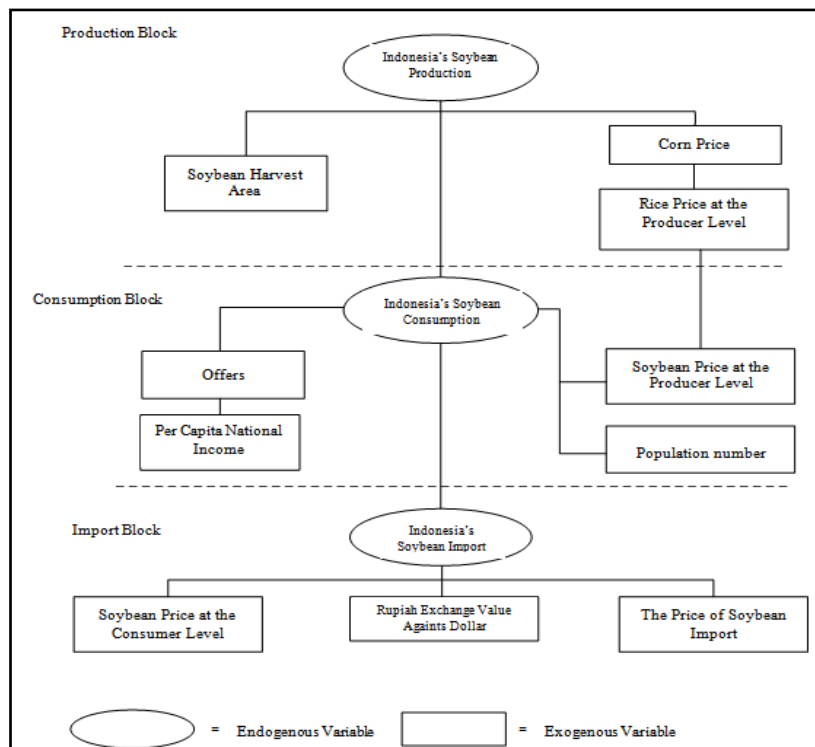 Production Block
Indonesia's Soybean
Production
Corn Price
Soybean Harvest
Area
Rice Price at the
Producer Level
Consumption Block
Indonesia's Soybean
Consumption
Offers
Soybean Price at the
Producer Level
Per Capita National
Income
Population number
Import Block
Indonesia's
Soybean Import
Soybean Price at the
Consumer Level
Rupiah Exchange Value
Againts Dollar
The Price of Soybean
Import
= Endogenous Variable
= Exogenous Variable